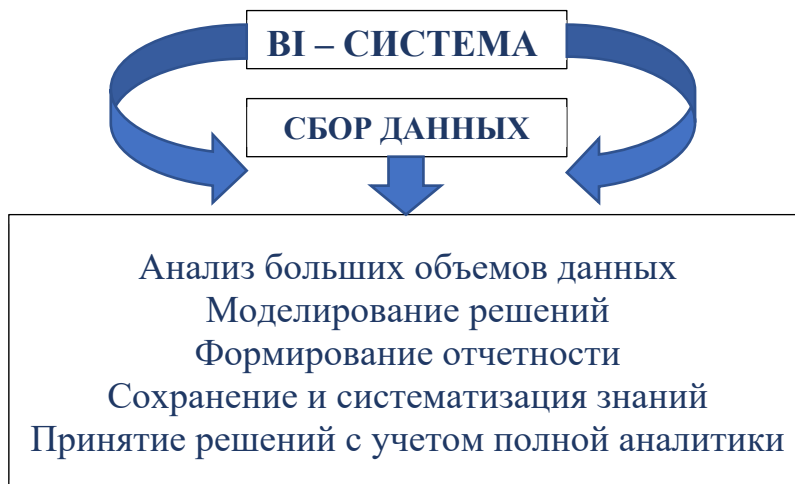 BI – СИСТЕМА
СБОР ДАННЫХ
Анализ больших объемов данных
Моделирование решений
Формирование отчетности
Сохранение и систематизация знаний
Принятие решений с учетом полной аналитики